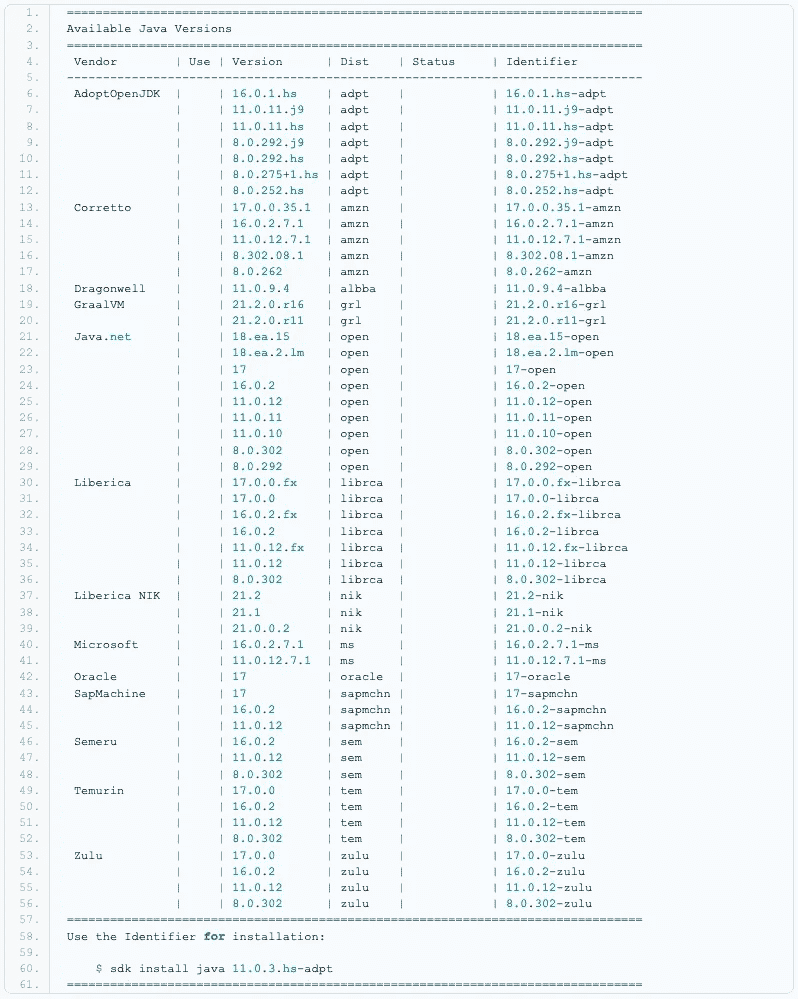 1. ================================================================================
2. Available Java Versions
3. ================================================================================
4. Vendor | Use | Version | Dist | Status | Identifier
5. --------------------------------------------------------------------------------
6. AdoptOpenJDK | | 16.0.1.hs | adpt | | 16.0.1.hs-adpt
7. | | 11.0.11.j9 | adpt | | 11.0.11.j9-adpt
8. | | 11.0.11.hs | adpt | | 11.0.11.hs-adpt
9. | | 8.0.292.j9 | adpt | | 8.0.292.j9-adpt
10. | | 8.0.292.hs | adpt | | 8.0.292.hs-adpt
11. | | 8.0.275+1.hs | adpt | | 8.0.275+1.hs-adpt
12. | | 8.0.252.hs | adpt | | 8.0.252.hs-adpt
13. Corretto | | 17.0.0.35.1 | amzn | | 17.0.0.35.1-amzn
14. | | 16.0.2.7.1 | amzn | | 16.0.2.7.1-amzn
15. | | 11.0.12.7.1 | amzn | | 11.0.12.7.1-amzn
16. | | 8.302.08.1 | amzn | | 8.302.08.1-amzn
17. | | 8.0.262 | amzn | | 8.0.262-amzn
18. Dragonwell | | 11.0.9.4 | albba | | 11.0.9.4-albba
19. GraalVM | | 21.2.0.r16 | grl | | 21.2.0.r16-grl
20. | | 21.2.0.r11 | grl | | 21.2.0.r11-grl
21. Java.net | | 18.ea.15 | open | | 18.ea.15-open
22. | | 18.ea.2.lm | open | | 18.ea.2.lm-open
23. | | 17 | open | | 17-open
24. | | 16.0.2 | open | | 16.0.2-open
25. | | 11.0.12 | open | | 11.0.12-open
26. | | 11.0.11 | open | | 11.0.11-open
27. | | 11.0.10 | open | | 11.0.10-open
28. | | 8.0.302 | open | | 8.0.302-open
29. | | 8.0.292 | open | | 8.0.292-open
30. Liberica | | 17.0.0.fx | librca | | 17.0.0.fx-librca
31. | | 17.0.0 | librca | | 17.0.0-librca
32. | | 16.0.2.fx | librca | | 16.0.2.fx-librca
33. | | 16.0.2 | librca | | 16.0.2-librca
34. | | 11.0.12.fx | librca | | 11.0.12.fx-librca
35. | | 11.0.12 | librca | | 11.0.12-librca
36. | | 8.0.302 | librca | | 8.0.302-librca
37. Liberica NIK | | 21.2 | nik | | 21.2-nik
38. | | 21.1 | nik | | 21.1-nik
39. | | 21.0.0.2 | nik | | 21.0.0.2-nik
40. Microsoft | | 16.0.2.7.1 | ms | | 16.0.2.7.1-ms
41. | | 11.0.12.7.1 | ms | | 11.0.12.7.1-ms
42. Oracle | | 17 | oracle | | 17-oracle
43. SapMachine | | 17 | sapmchn | | 17-sapmchn
44. | | 16.0.2 | sapmchn | | 16.0.2-sapmchn
45. | | 11.0.12 | sapmchn | | 11.0.12-sapmchn
46. Semeru | | 16.0.2 | sem | | 16.0.2-sem
47. | | 11.0.12 | sem | | 11.0.12-sem
48. | | 8.0.302 | sem | | 8.0.302-sem
49. Temurin | | 17.0.0 | tem | | 17.0.0-tem
50. | | 16.0.2 | tem | | 16.0.2-tem
51. | | 11.0.12 | tem | | 11.0.12-tem
52. | | 8.0.302 | tem | | 8.0.302-tem
53. Zulu | | 17.0.0 | zulu | | 17.0.0-zulu
54. | | 16.0.2 | zulu | | 16.0.2-zulu
55. | | 11.0.12 | zulu | | 11.0.12-zulu
56. | | 8.0.302 | zulu | | 8.0.302-zulu
57. ================================================================================
58. Use the Identifier for installation:
59.
60. $ sdk install java 11.0.3.hs-adpt
61. ================================================================================